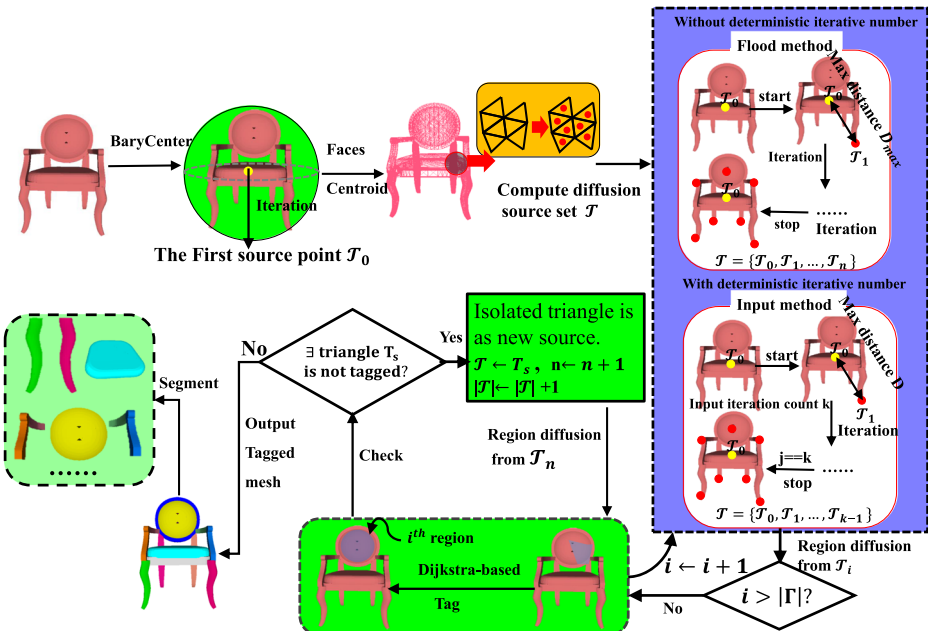 Without deterministic iterative number
Flood method
𝒯₀
start
𝒯₀
Max distance D max
𝒯₁
Iteration
𝒯₀
stop
......
Iteration
𝒯 = {𝒯₀, 𝒯₁, ..., 𝒯ₙ}
BaryCenter
Iteration
The First source point 𝒯₀
Faces
Centroid
Compute diffusion
source set 𝒯
With deterministic iterative number
Input method
𝒯₀
start
𝒯₀
Max distance D
𝒯₁
Input iteration count k
Iteration
𝒯₀
j==k
stop
......
𝒯 = {𝒯₀, 𝒯₁, ..., 𝒯ₖ₋₁}
Segment
......
No
∃ triangle Tₛ
is not tagged?
Yes
Isolated triangle is
as new source.
𝒯 ← Tₛ , n← n + 1
|𝒯|← |𝒯| +1
Output
Tagged
mesh
Check
Region diffusion
from 𝒯ₙ
iᵗʰ region
Dijkstra-based
Tag
i ← i + 1
No
Region diffusion
from 𝒯ᵢ
i > |Γ|?